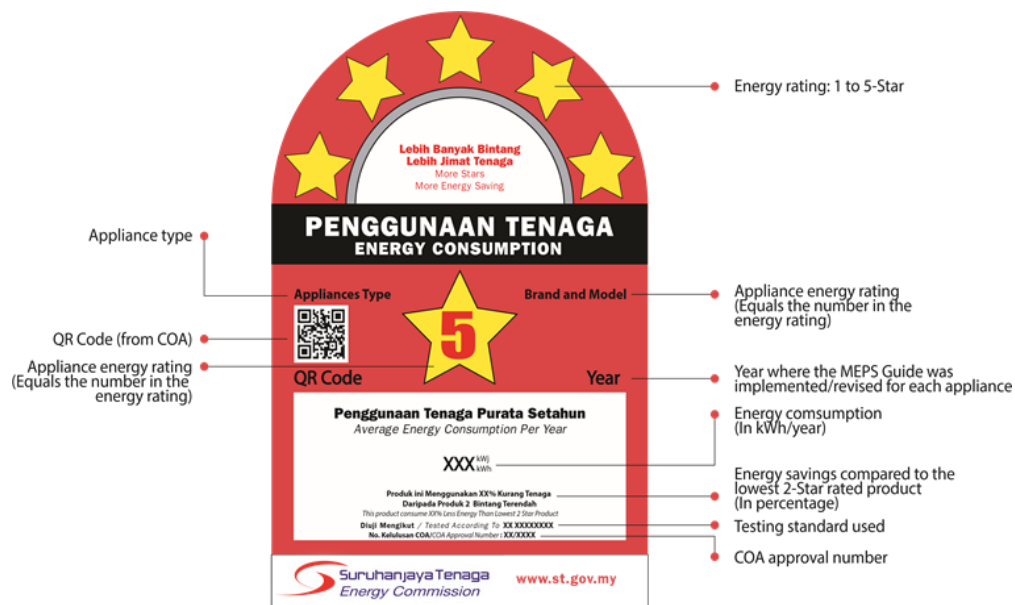 Energy rating: 1 to 5-Star
Lebih Banyak Bintang
Lebih Jimat Tenaga
More Stars
More Energy Saving
PENGGUNAAN TENAGA
ENERGY CONSUMPTION
Appliance type
Appliances Type
Brand and Model
Appliance energy rating
(Equals the number in the
energy rating)
5
QR Code (from COA)
Appliance energy rating
(Equals the number in the
energy rating)
QR Code
Year
Year where the MEPS Guide was
implemented/revised for each appliance
Penggunaan Tenaga Purata Setahun
Average Energy Consumption Per Year
Energy comsumption
(In kWh/year)
XXX kWj
kWh
Energy savings compared to the
lowest 2-Star rated product
(In percentage)
Produk ini Menggunakan XX% Kurang Tenaga
Daripada Produk 2 Bintang Terendah
This product consume XX% Less Energy Than Lowest 2 Star Product
Diuji Mengikut / Tested According To XX XXXXXXXX
Testing standard used
No. Kelulusan COA/COA Approval Number : XX/XXXX
COA approval number
Suruhanjaya Tenaga
Energy Commission
www.st.gov.my